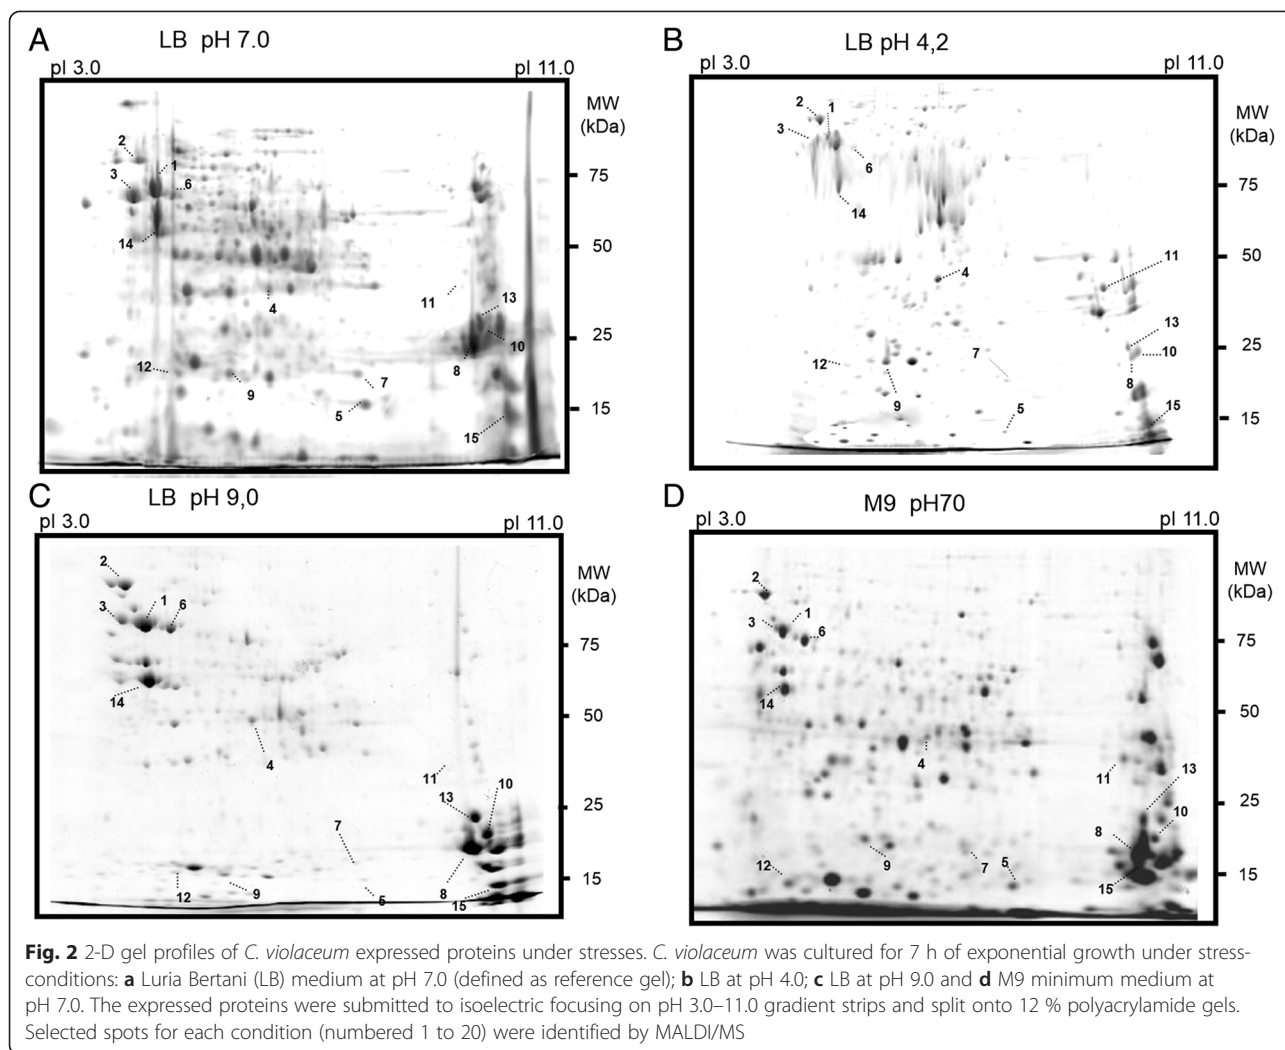 A
LB pH 7.0
pI 3.0
pI 11.0
MW
(kDa)
2
1
3
6
75
14
50
11
13
4
25
10
12
8
7
9
5
15
15
B
LB pH 4,2
pI 3.0
pI 11.0
MW
(kDa)
2
1
3
6
75
14
50
11
4
13
25
7
10
12
8
9
5
15
15
C
LB pH 9,0
pI 3.0
pI 11.0
MW
(kDa)
2
1
3
6
75
14
50
4
11
10
13
25
7
12
9
5
8
15
15
D
M9 pH70
pI 3.0
pI 11.0
MW
(kDa)
2
1
3
6
75
14
50
4
11
13
25
10
8
9
12
7
5
15
15
Fig. 2 2-D gel profiles of C. violaceum expressed proteins under stresses. C. violaceum was cultured for 7 h of exponential growth under stress-
conditions: a Luria Bertani (LB) medium at pH 7.0 (defined as reference gel); b LB at pH 4.0; c LB at pH 9.0 and d M9 minimum medium at
pH 7.0. The expressed proteins were submitted to isoelectric focusing on pH 3.0–11.0 gradient strips and split onto 12 % polyacrylamide gels.
Selected spots for each condition (numbered 1 to 20) were identified by MALDI/MS